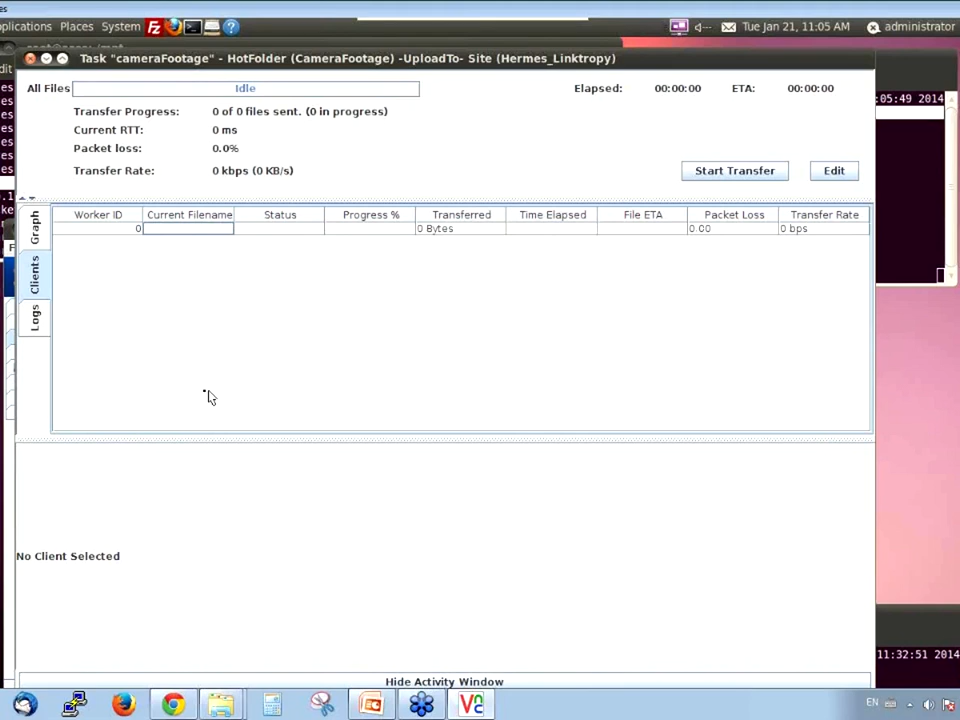 es
plications Places System Tue Jan 21, 11:05 AM administrator
dit Task "cameraFootage" - HotFolder (CameraFootage) -UploadTo- Site (Hermes_Linktropy)
All Files Idle Elapsed: 00:00:00 ETA: 00:00:00
:05:49 2014
Transfer Progress: 0 of 0 files sent. (0 in progress)
Current RTT: 0 ms
Packet loss: 0.0%
Transfer Rate: 0 kbps (0 KB/s) Start Transfer Edit
Graph
Clients
Logs
Worker ID Current Filename Status Progress % Transferred Time Elapsed File ETA Packet Loss Transfer Rate
0 0 Bytes 0.00 0 bps
No Client Selected
11:32:51 2014
Hide Activity Window
EN